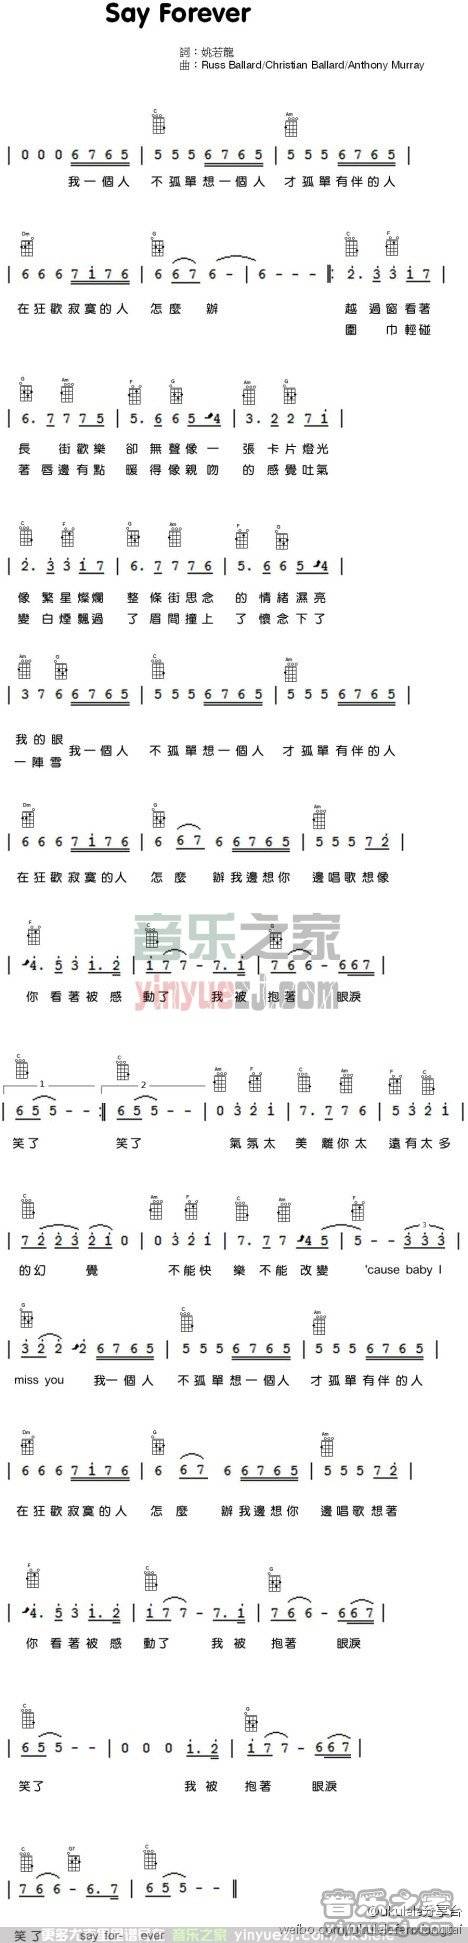 Say Forever
詞：姚若龍
曲：Russ Ballard/Christian Ballard/Anthony Murray
C Am
| 0 0 0 6 7 6 5 | 5 5 5 6 7 6 5 | 5 5 5 6 7 6 5 |
我一個人 不孤單想一個人 才孤單有伴的人
Dm G C F
| 6 6 6 7 i 7 6 | 6 6 7 6 - | 6 - - - ‖: 2. 3 3 i 7 |
在狂歡寂寞的人 怎麼 辦 越 過窗看著
圍 巾輕碰
G Am F G Am G
| 6. 7 7 7 5 | 5. 6 6 5 4 | 3. 2 2 7 i |
長 街歡樂 卻 無聲像一 張 卡片燈光
著 唇邊有點 暖 得像親吻 的 感覺吐氣
C F G Am F G
| 2. 3 3 i 7 | 6. 7 7 7 6 | 5. 6 6 5 4 |
像 繁星燦爛 整 條街思念 的 情緒濕亮
變 白煙飄過 了 眉間撞上 了 懷念下了
Am G C Am
| 3 7 6 6 7 6 5 | 5 5 5 6 7 6 5 | 5 5 5 6 7 6 5 |
我的眼 我一個人 不孤單想一個人 才孤單有伴的人
一陣雪
Dm G Am
| 6 6 6 7 i 7 6 | 6 6 7 6 6 7 6 5 | 5 5 5 7 2 |
在狂歡寂寞的人 怎麼 辦我邊想你 邊唱歌想像
音乐之家
yinyuezj.com
F C G
| 4. 5 3 i. 2 | i 7 7 - 7. i | 7 6 6 - 6 6 7 |
你 看著被感 動了 我 被 抱著 眼淚
C C Am F C Am F C
1 2
| 6 5 5 - - :‖ 6 5 5 - - | 0 3 2 i | 7. 7 7 6 | 5 3 2 i |
笑了 笑了 氣氛太 美 離你太 遠有太多
G Am F C Am F
| 7 2 2 3 2 i 0 | 0 3 2 i | 7. 7 7 4 5 | 5 - - 3 3 3 |
的幻 覺 不能快 樂不能 改變 'cause baby I
G C Am
| 3 2 2 2 6 7 6 5 | 5 5 5 6 7 6 5 | 5 5 5 6 7 6 5 |
miss you 我一個人 不孤單想一個人 才孤單有伴的人
Dm G Am
| 6 6 6 7 i 7 6 | 6 6 7 6 6 7 6 5 | 5 5 5 7 2 |
在狂歡寂寞的人 怎麼 辦我邊想你 邊唱歌想著
F C G
| 4. 5 3 i. 2 | i 7 7 - 7. i | 7 6 6 - 6 6 7 |
你 看著被感 動了 我 被 抱著 眼淚
C G
| 6 5 5 - - | 0 0 0 i. 2 | i 7 7 - 6 6 7 |
笑了 我 被 抱著 眼淚
C G7 C
| 7 6 6 - 6. 7 | 6 5 5 - - ‖
笑了 say for- ever
@ukulele分享台
音乐之家
yinyuezj.com